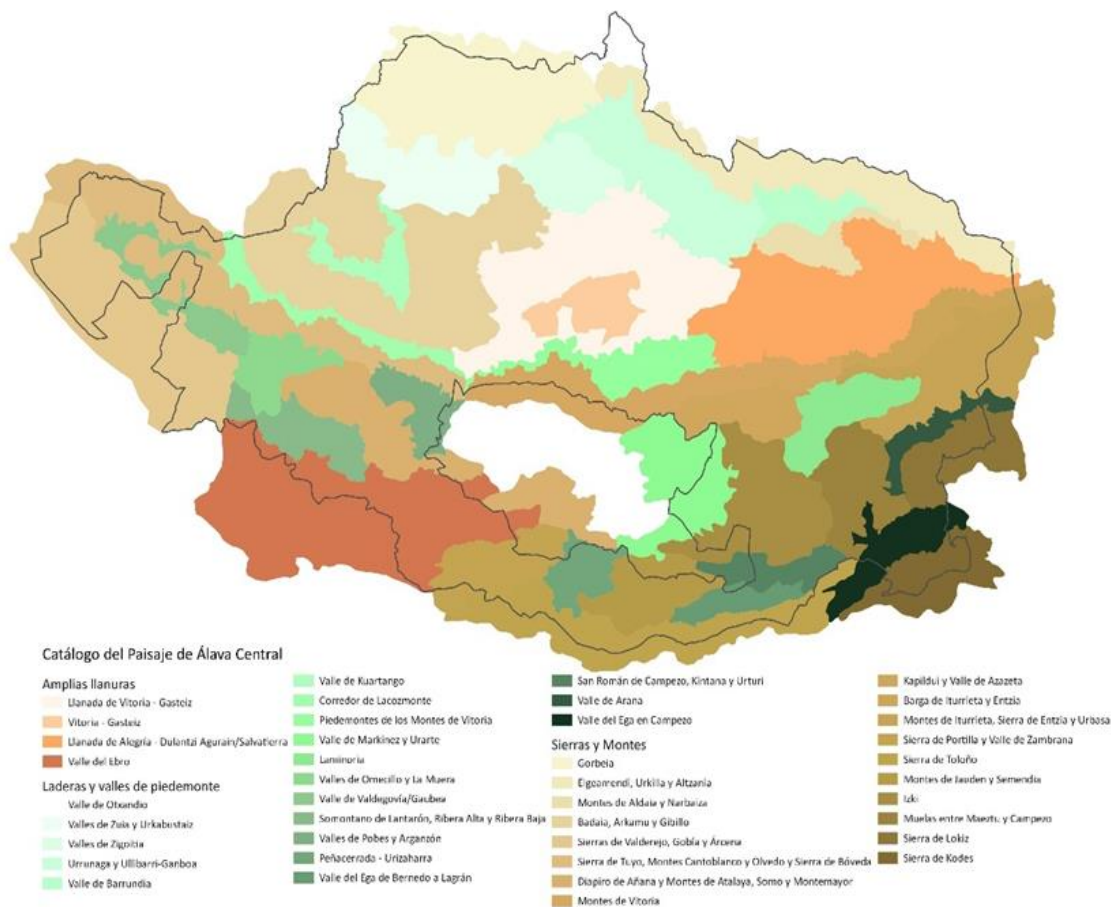 Catálogo del Paisaje de Álava Central
Amplias llanuras
Llanada de Vitoria - Gasteiz
Vitoria - Gasteiz
Llanada de Alegría - Dulantzi Agurain/Salvatierra
Valle del Ebro
Laderas y valles de piedemonte
Valle de Otxandio
Valles de Zuia y Urkabustaiz
Valles de Zigoitia
Urrunaga y Ullibarri-Ganboa
Valle de Barrundia
Valle de Kuartango
Corredor de Lacozmonte
Piedemontes de los Montes de Vitoria
Valle de Markinez y Urarte
Laminoria
Valles de Omecillo y La Muera
Valle de Valdegovía/Gaubea
Somontano de Lantarón, Ribera Alta y Ribera Baja
Valles de Pobes y Arganzón
Peñacerrada - Urizaharra
Valle del Ega de Bernedo a Lagrán
San Román de Campezo, Kintana y Urturi
Valle de Arana
Valle del Ega en Campezo
Sierras y Montes
Gorbeia
Elgeamendi, Urkilla y Altzania
Montes de Aldaia y Narbaiza
Badaia, Arkamu y Gibillo
Sierras de Valderejo, Gobía y Árcena
Sierra de Tuyo, Montes Cantoblanco y Olvedo y Sierra de Bóveda
Diapiro de Añana y Montes de Atalaya, Somo y Montemayor
Montes de Vitoria
Kapildui y Valle de Azazeta
Barga de Iturrieta y Entzia
Montes de Iturrieta, Sierra de Entzia y Urbasa
Sierra de Portilla y Valle de Zambrana
Sierra de Toloño
Montes de Jauden y Semendia
Izki
Muelas entre Maeztu y Campezo
Sierra de Lokiz
Sierra de Kodes